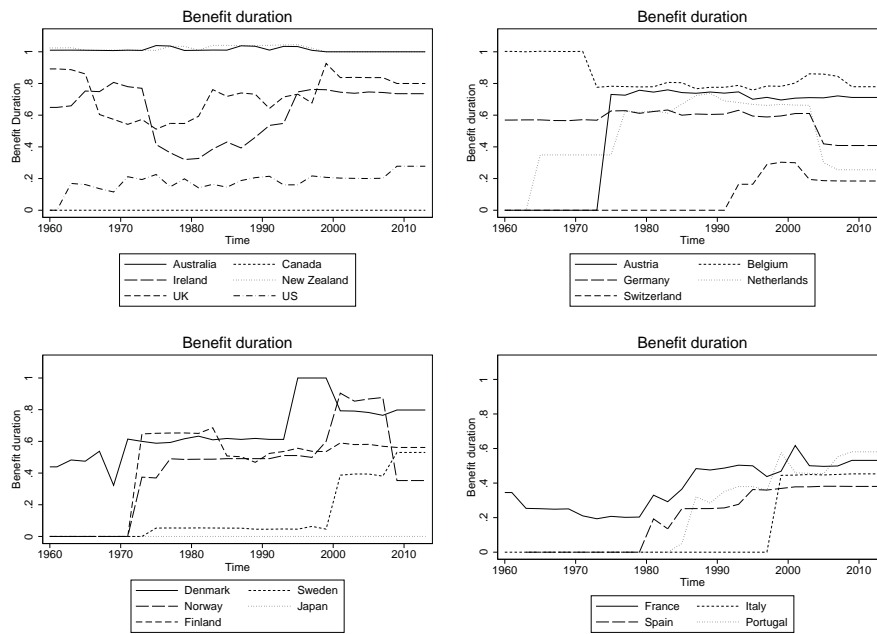 Benefit duration
Benefit Duration
0 .2 .4 .6 .8 1
1960 1970 1980 1990 2000 2010
Time
Australia Canada
Ireland New Zealand
UK US
Benefit duration
Benefit Duration
0 .2 .4 .6 .8 1
1960 1970 1980 1990 2000 2010
Time
Austria Belgium
Germany Netherlands
Switzerland
Benefit duration
Benefit duration
0 .2 .4 .6 .8 1
1960 1970 1980 1990 2000 2010
Time
Denmark Sweden
Norway Japan
Finland
Benefit duration
Benefit duration
0 .2 .4 .6 .8 1
1960 1970 1980 1990 2000 2010
Time
France Italy
Spain Portugal